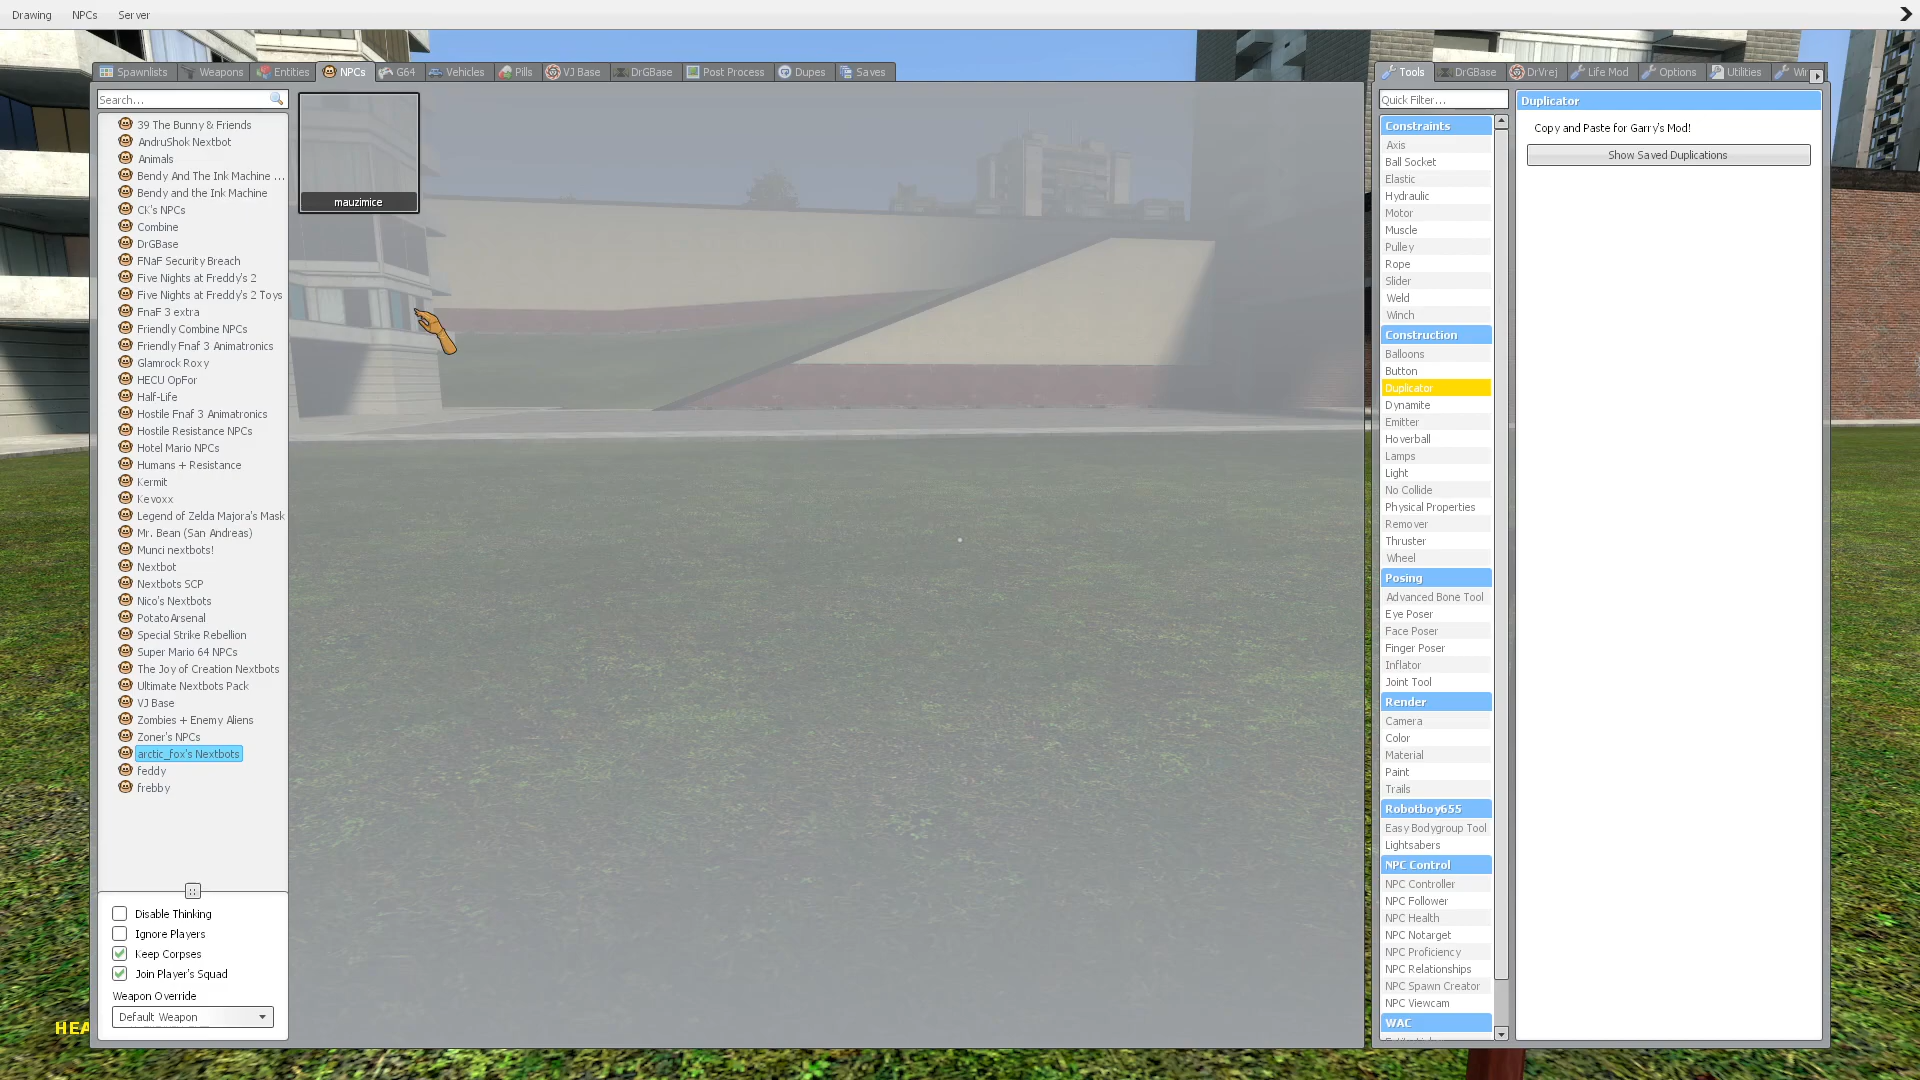 Drawing NPCs Server
Spawnlists Weapons Entities NPCs G64 Vehicles Pills VJ Base DrGBase Post Process Dupes Saves
Search...
39 The Bunny & Friends
AndruShok Nextbot
Animals
Bendy And The Ink Machine ...
Bendy and the Ink Machine
CK's NPCs
Combine
DrGBase
FNaF Security Breach
Five Nights at Freddy's 2
Five Nights at Freddy's 2 Toys
FnaF 3 extra
Friendly Combine NPCs
Friendly Fnaf 3 Animatronics
Glamrock Roxy
HECU OpFor
Half-Life
Hostile Fnaf 3 Animatronics
Hostile Resistance NPCs
Hotel Mario NPCs
Humans + Resistance
Kermit
Kevoxx
Legend of Zelda Majora's Mask
Mr. Bean (San Andreas)
Munci nextbots!
Nextbot
Nextbots SCP
Nico's Nextbots
PotatoArsenal
Special Strike Rebellion
Super Mario 64 NPCs
The Joy of Creation Nextbots
Ultimate Nextbots Pack
VJ Base
Zombies + Enemy Aliens
Zoner's NPCs
arctic_fox's Nextbots
feddy
frebby
Disable Thinking
Ignore Players
Keep Corpses
Join Player's Squad
Weapon Override
Default Weapon
HEA
mauzimice
Tools DrGBase DrVrej Life Mod Options Utilities Wir
Quick Filter...
Constraints
Axis
Ball Socket
Elastic
Hydraulic
Motor
Muscle
Pulley
Rope
Slider
Weld
Winch
Construction
Balloons
Button
Duplicator
Dynamite
Emitter
Hoverball
Lamps
Light
No Collide
Physical Properties
Remover
Thruster
Wheel
Posing
Advanced Bone Tool
Eye Poser
Face Poser
Finger Poser
Inflator
Joint Tool
Render
Camera
Color
Material
Paint
Trails
Robotboy655
Easy Bodygroup Tool
Lightsabers
NPC Control
NPC Controller
NPC Follower
NPC Health
NPC Notarget
NPC Proficiency
NPC Relationships
NPC Spawn Creator
NPC Viewcam
WAC
Duplicator
Copy and Paste for Garry's Mod!
Show Saved Duplications